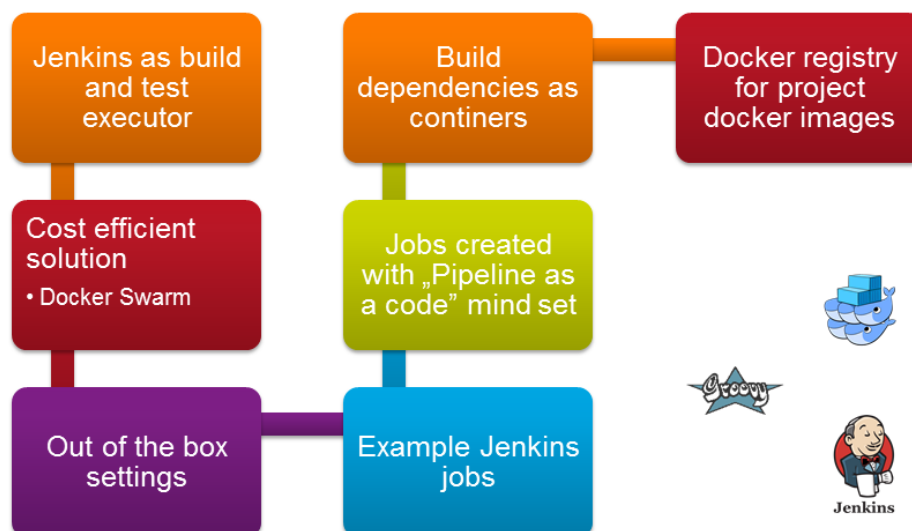 Jenkins as build
and test
executor
Cost efficient
solution
• Docker Swarm
Out of the box
settings
Example Jenkins
jobs
Jobs created
with „Pipeline as
a code” mind set
Build
dependencies as
continers
Docker registry
for project
docker images
Groovy
Jenkins